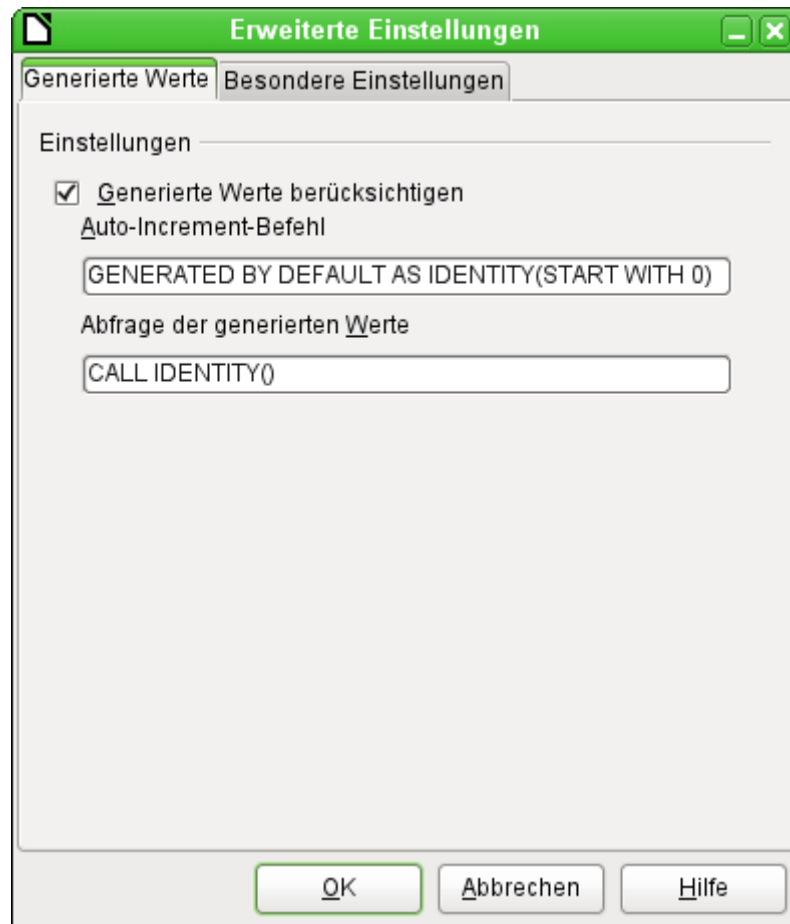 Erweiterte Einstellungen
Generierte Werte Besondere Einstellungen
Einstellungen
Generierte Werte berücksichtigen
Auto-Increment-Befehl
GENERATED BY DEFAULT AS IDENTITY(START WITH 0)
Abfrage der generierten Werte
CALL IDENTITY()
OK Abbrechen Hilfe